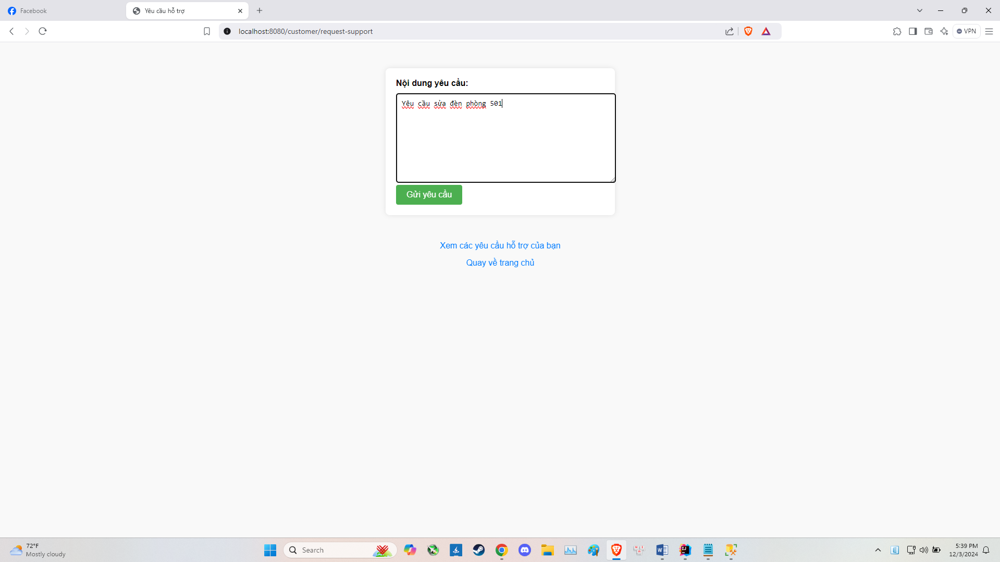 Facebook
Yêu cầu hỗ trợ
localhost:8080/customer/request-support
VPN
Nội dung yêu cầu:
Yêu cầu sửa đèn phòng 501
Gửi yêu cầu
Xem các yêu cầu hỗ trợ của bạn
Quay về trang chủ
72°F
Mostly cloudy
Search
5:39 PM
12/3/2024